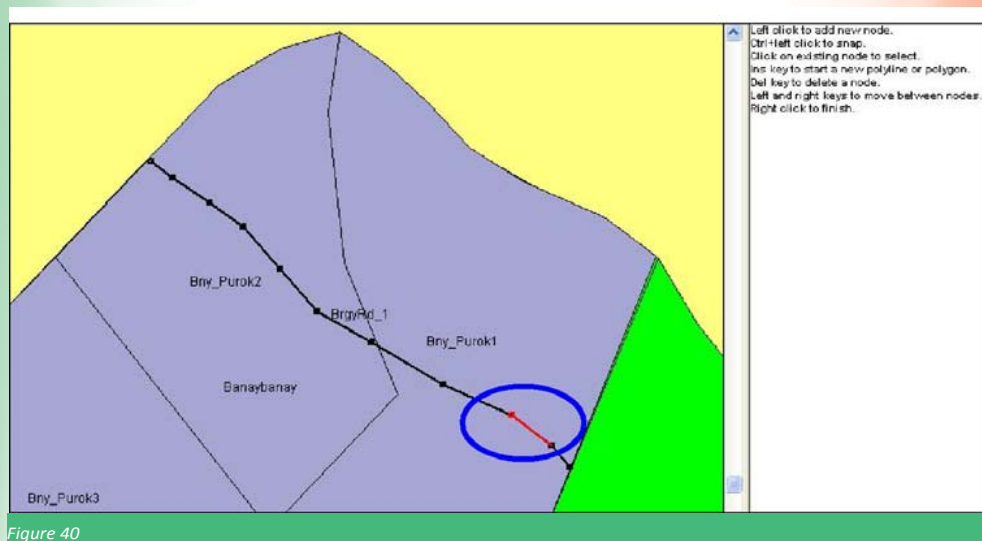 Left click to add new node.
Ctrl+left click to snap.
Click on existing node to select.
Ins key to start a new polyline or polygon.
Del key to delete a node.
Left and right keys to move between nodes.
Right click to finish.
Bny_Purok2
BrgyRd_1
Bny_Purok1
Banaybanay
Bny_Purok3
Figure 40